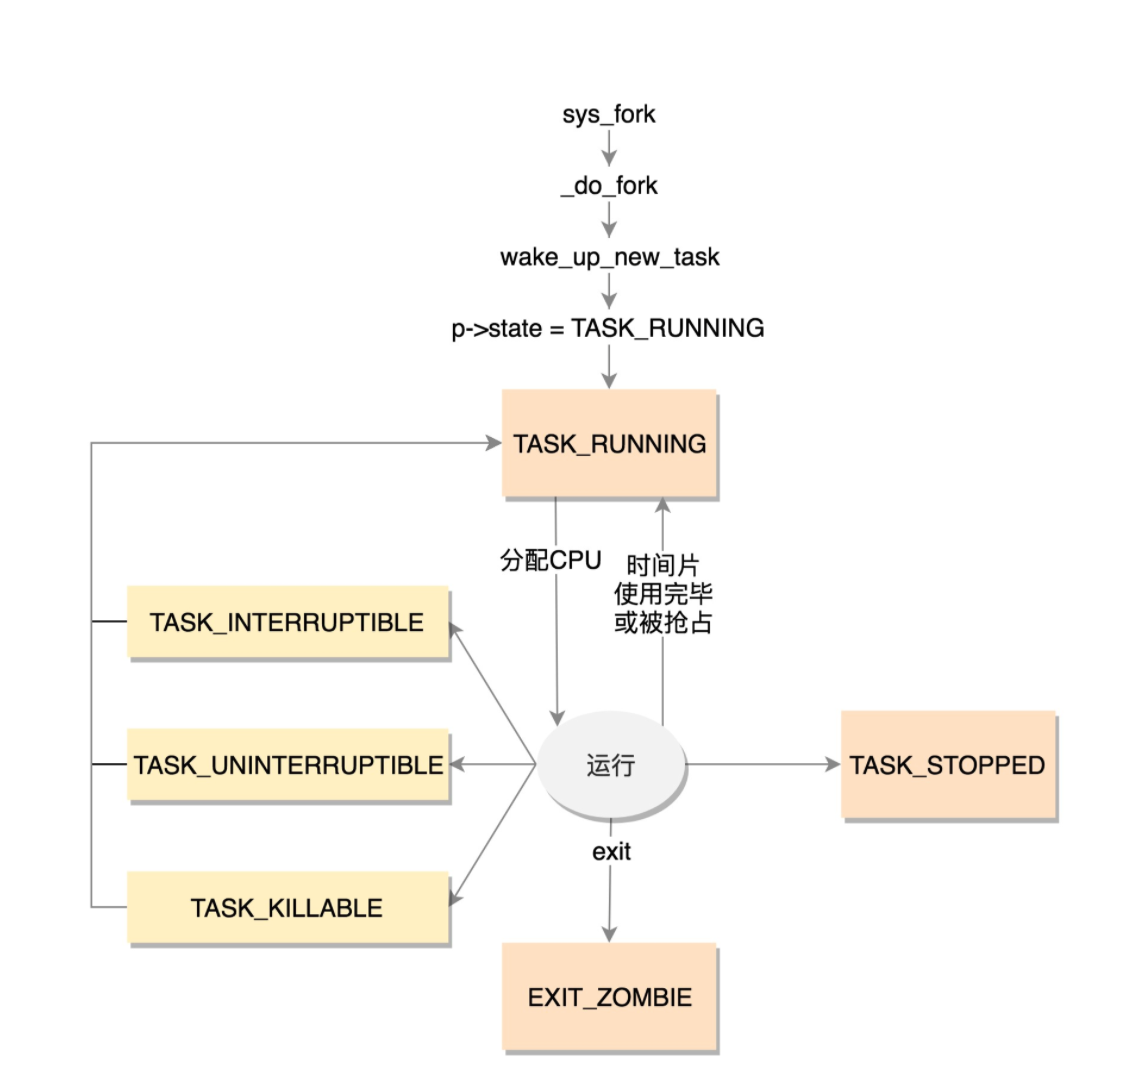 sys_fork
_do_fork
wake_up_new_task
p->state = TASK_RUNNING
TASK_RUNNING
分配CPU
时间片
使用完毕
或被抢占
TASK_INTERRUPTIBLE
TASK_UNINTERRUPTIBLE
运行
TASK_STOPPED
exit
TASK_KILLABLE
EXIT_ZOMBIE